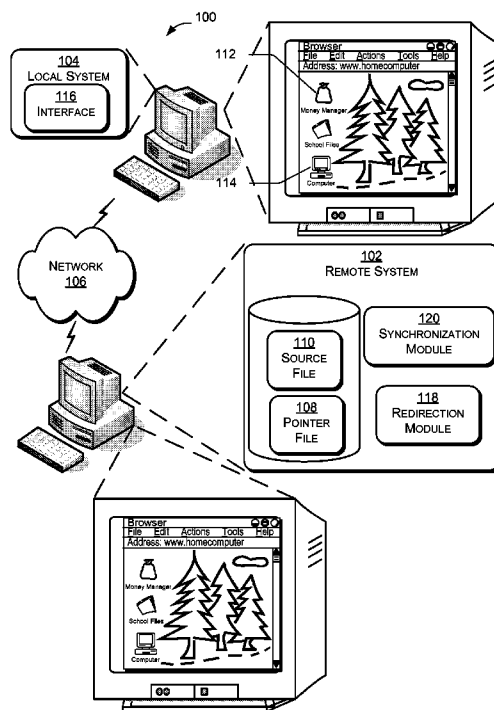 100
104
LOCAL SYSTEM
116
INTERFACE
112
Browser
File Edit Actions Tools Help
Address: www.homecomputer
Money Manager
School Files
114
Computer
NETWORK
106
102
REMOTE SYSTEM
110
SOURCE
FILE
108
POINTER
FILE
120
SYNCHRONIZATION
MODULE
118
REDIRECTION
MODULE
Browser
File Edit Actions Tools Help
Address: www.homecomputer
Money Manager
School Files
Computer